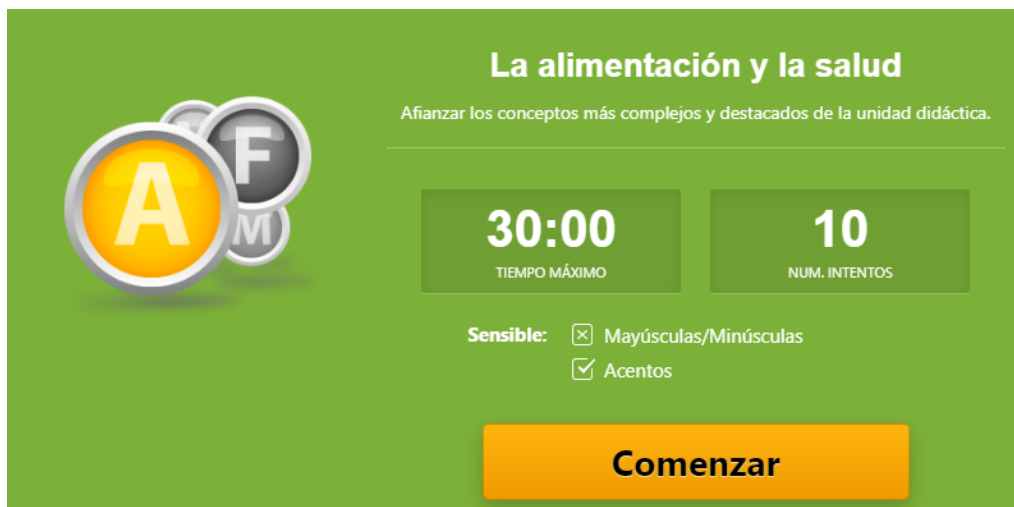 La alimentación y la salud
Afianzar los conceptos más complejos y destacados de la unidad didáctica.
A
F
M
30:00
TIEMPO MÁXIMO
10
NUM. INTENTOS
Sensible:
Mayúsculas/Minúsculas
Acentos
Comenzar